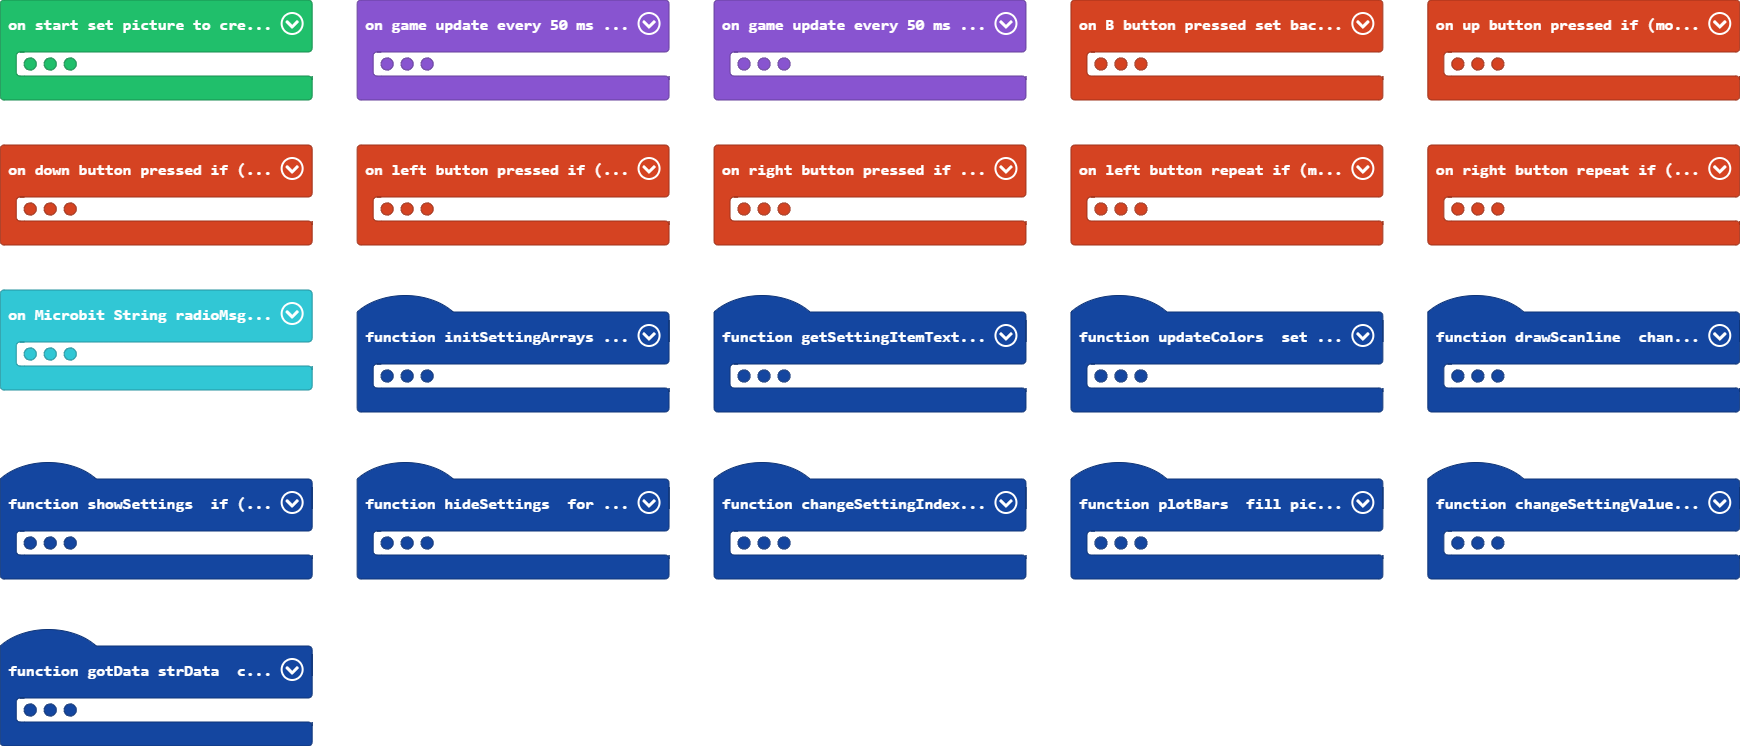 on start set picture to cre...
on game update every 50 ms ...
on game update every 50 ms ...
on B button pressed set bac...
on up button pressed if (mo...
on down button pressed if (...
on left button pressed if (...
on right button pressed if ...
on left button repeat if (m...
on right button repeat if (...
on Microbit String radioMsg...
function initSettingArrays ...
function getSettingItemText...
function updateColors  set ...
function drawScanline  chan...
function showSettings  if (...
function hideSettings  for ...
function changeSettingIndex...
function plotBars  fill pic...
function changeSettingValue...
function gotData strData  c...